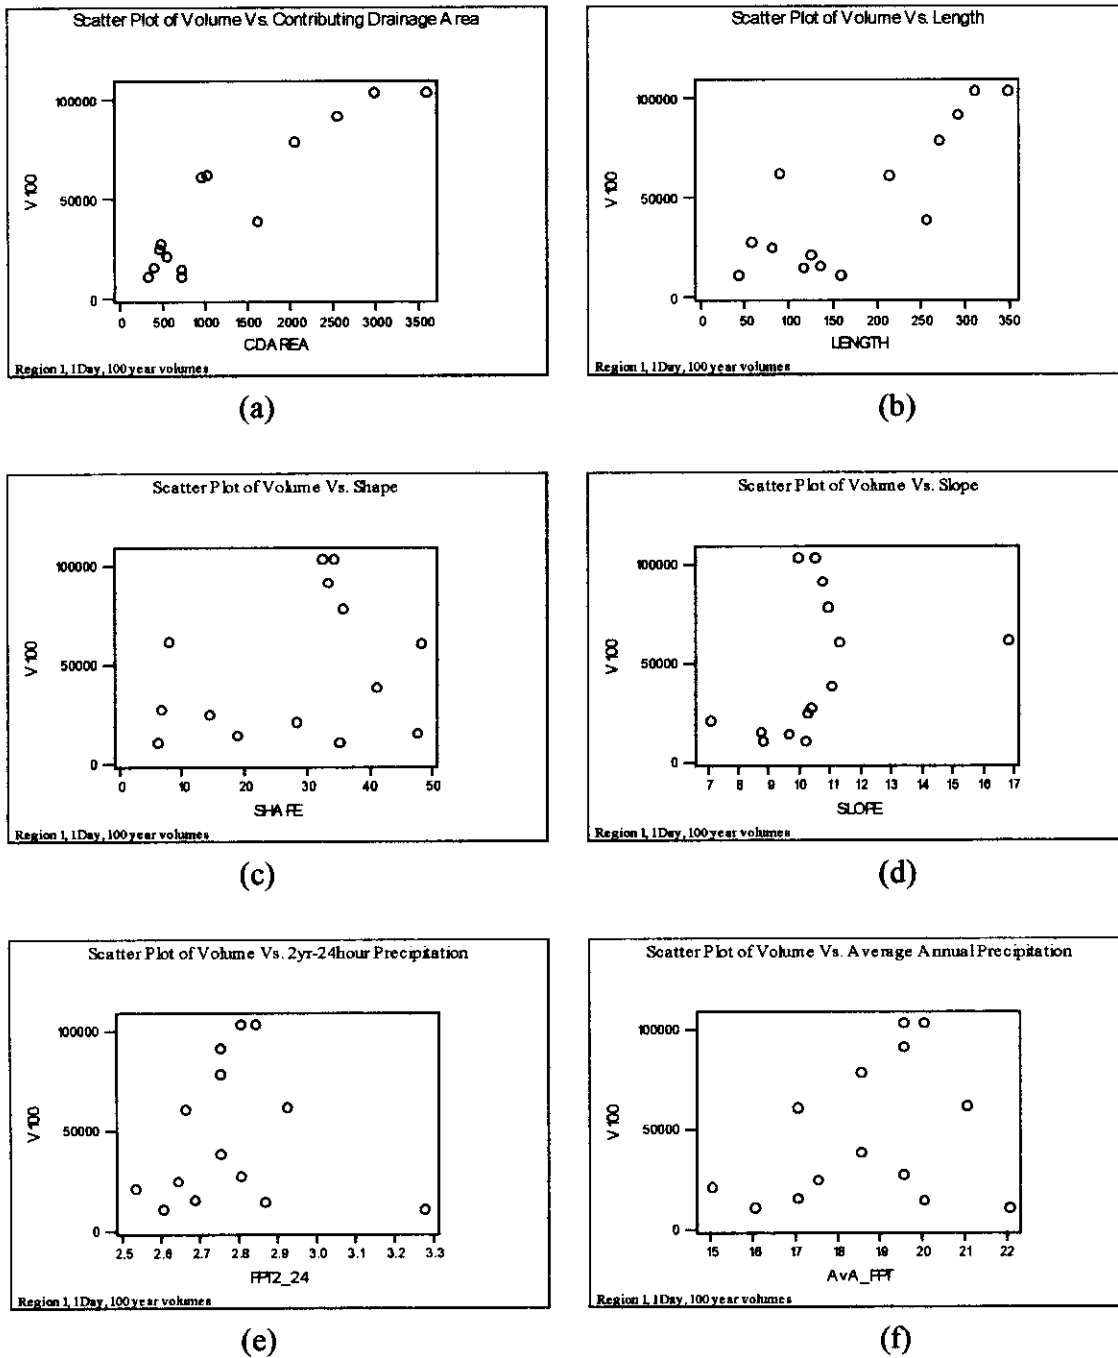 Scatter Plot of Volume Vs. Contributing Drainage Area
V100
100000
50000
0
0 500 1000 1500 2000 2500 3000 3500
CDAREA
Region 1, 1Day, 100 year volumes
(a)
Scatter Plot of Volume Vs. Length
V100
100000
50000
0
0 50 100 150 200 250 300 350
LENGTH
Region 1, 1Day, 100 year volumes
(b)
Scatter Plot of Volume Vs. Shape
V100
100000
50000
0
0 10 20 30 40 50
SHAPE
Region 1, 1Day, 100 year volumes
(c)
Scatter Plot of Volume Vs. Slope
V100
100000
50000
0
7 8 9 10 11 12 13 14 15 16 17
SLOPE
Region 1, 1Day, 100 year volumes
(d)
Scatter Plot of Volume Vs. 2yr-24hour Precipitation
V100
100000
50000
0
2.5 2.6 2.7 2.8 2.9 3.0 3.1 3.2 3.3
PPT2_24
Region 1, 1Day, 100 year volumes
(e)
Scatter Plot of Volume Vs. Average Annual Precipitation
V100
100000
50000
0
15 16 17 18 19 20 21 22
AvA_PPT
Region 1, 1Day, 100 year volumes
(f)